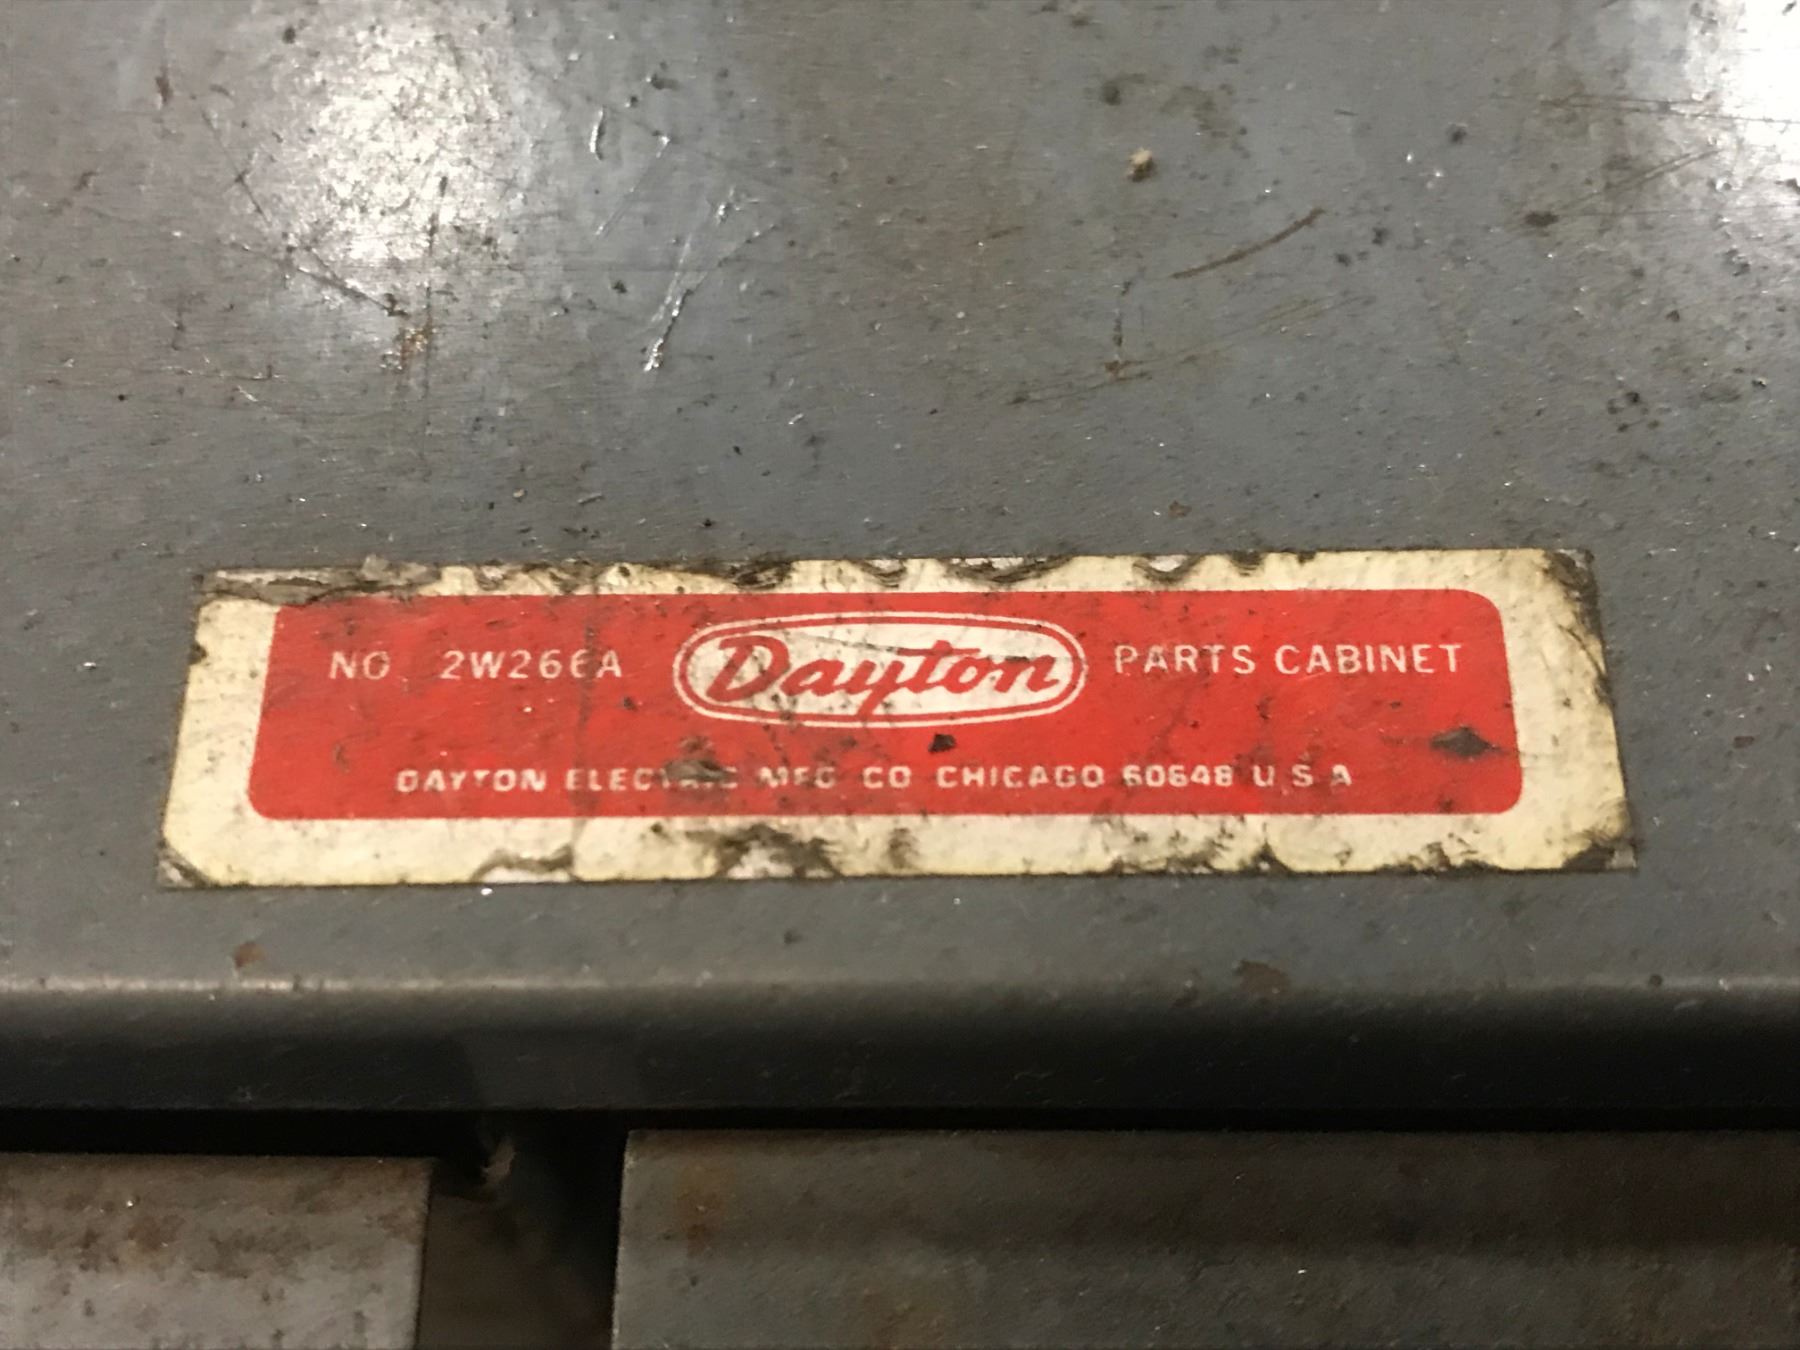 NO. 2W266A Dayton PARTS CABINET
DAYTON ELECTRIC MFG CO CHICAGO 60648 U.S.A